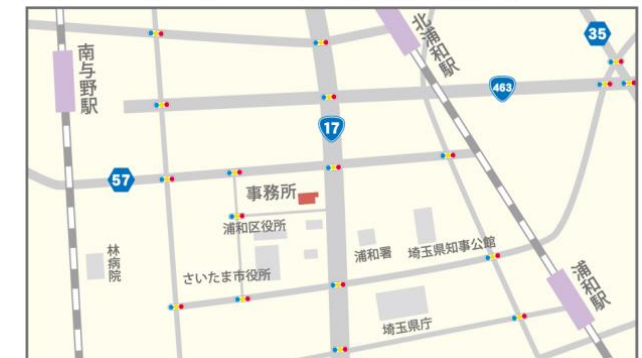 南与野駅
北浦和駅
35
463
17
57
事務所
浦和区役所
林病院
さいたま市役所
浦和署
埼玉県知事公館
浦和駅
埼玉県庁